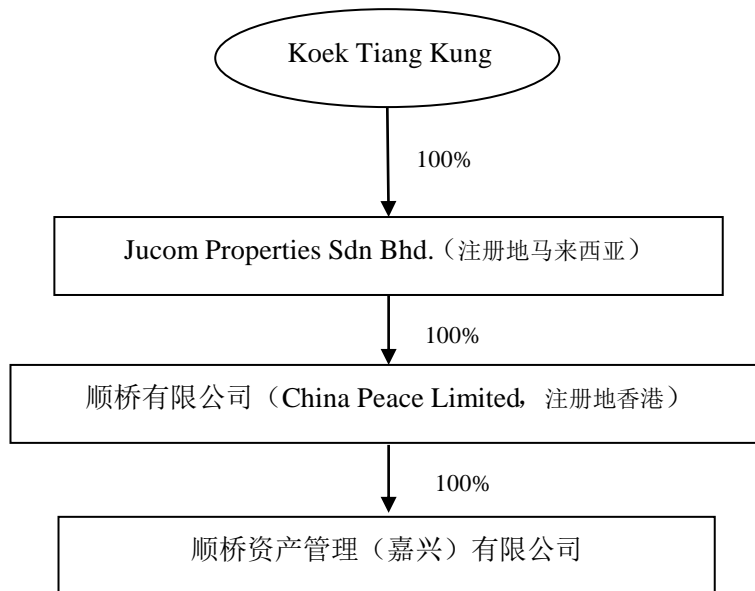 Koek Tiang Kung
100%
Jucom Properties Sdn Bhd.（注册地马来西亚）
100%
顺桥有限公司（China Peace Limited，注册地香港）
100%
顺桥资产管理（嘉兴）有限公司